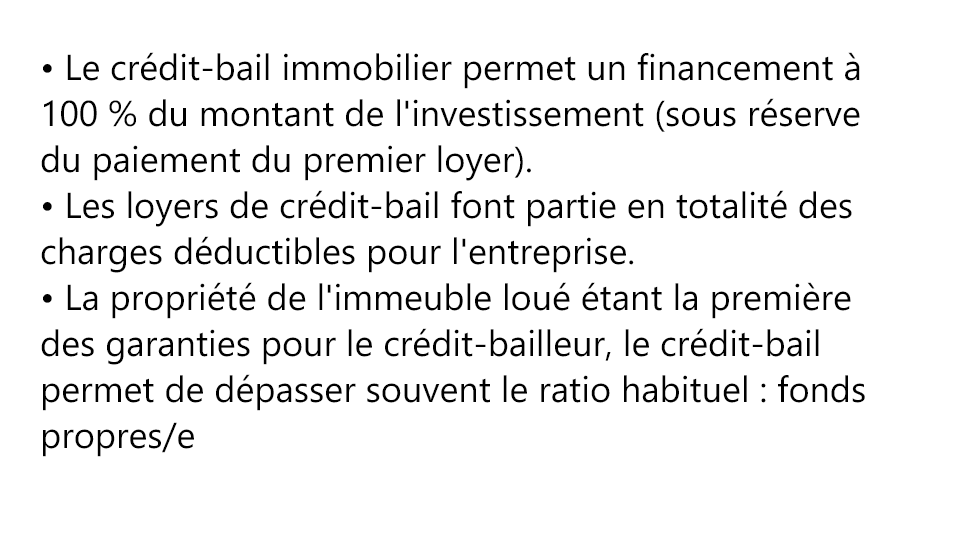 • Le crédit-bail immobilier permet un financement à
100 % du montant de l'investissement (sous réserve
du paiement du premier loyer).
• Les loyers de crédit-bail font partie en totalité des
charges déductibles pour l'entreprise.
• La propriété de l'immeuble loué étant la première
des garanties pour le crédit-bailleur, le crédit-bail
permet de dépasser souvent le ratio habituel : fonds
propres/e